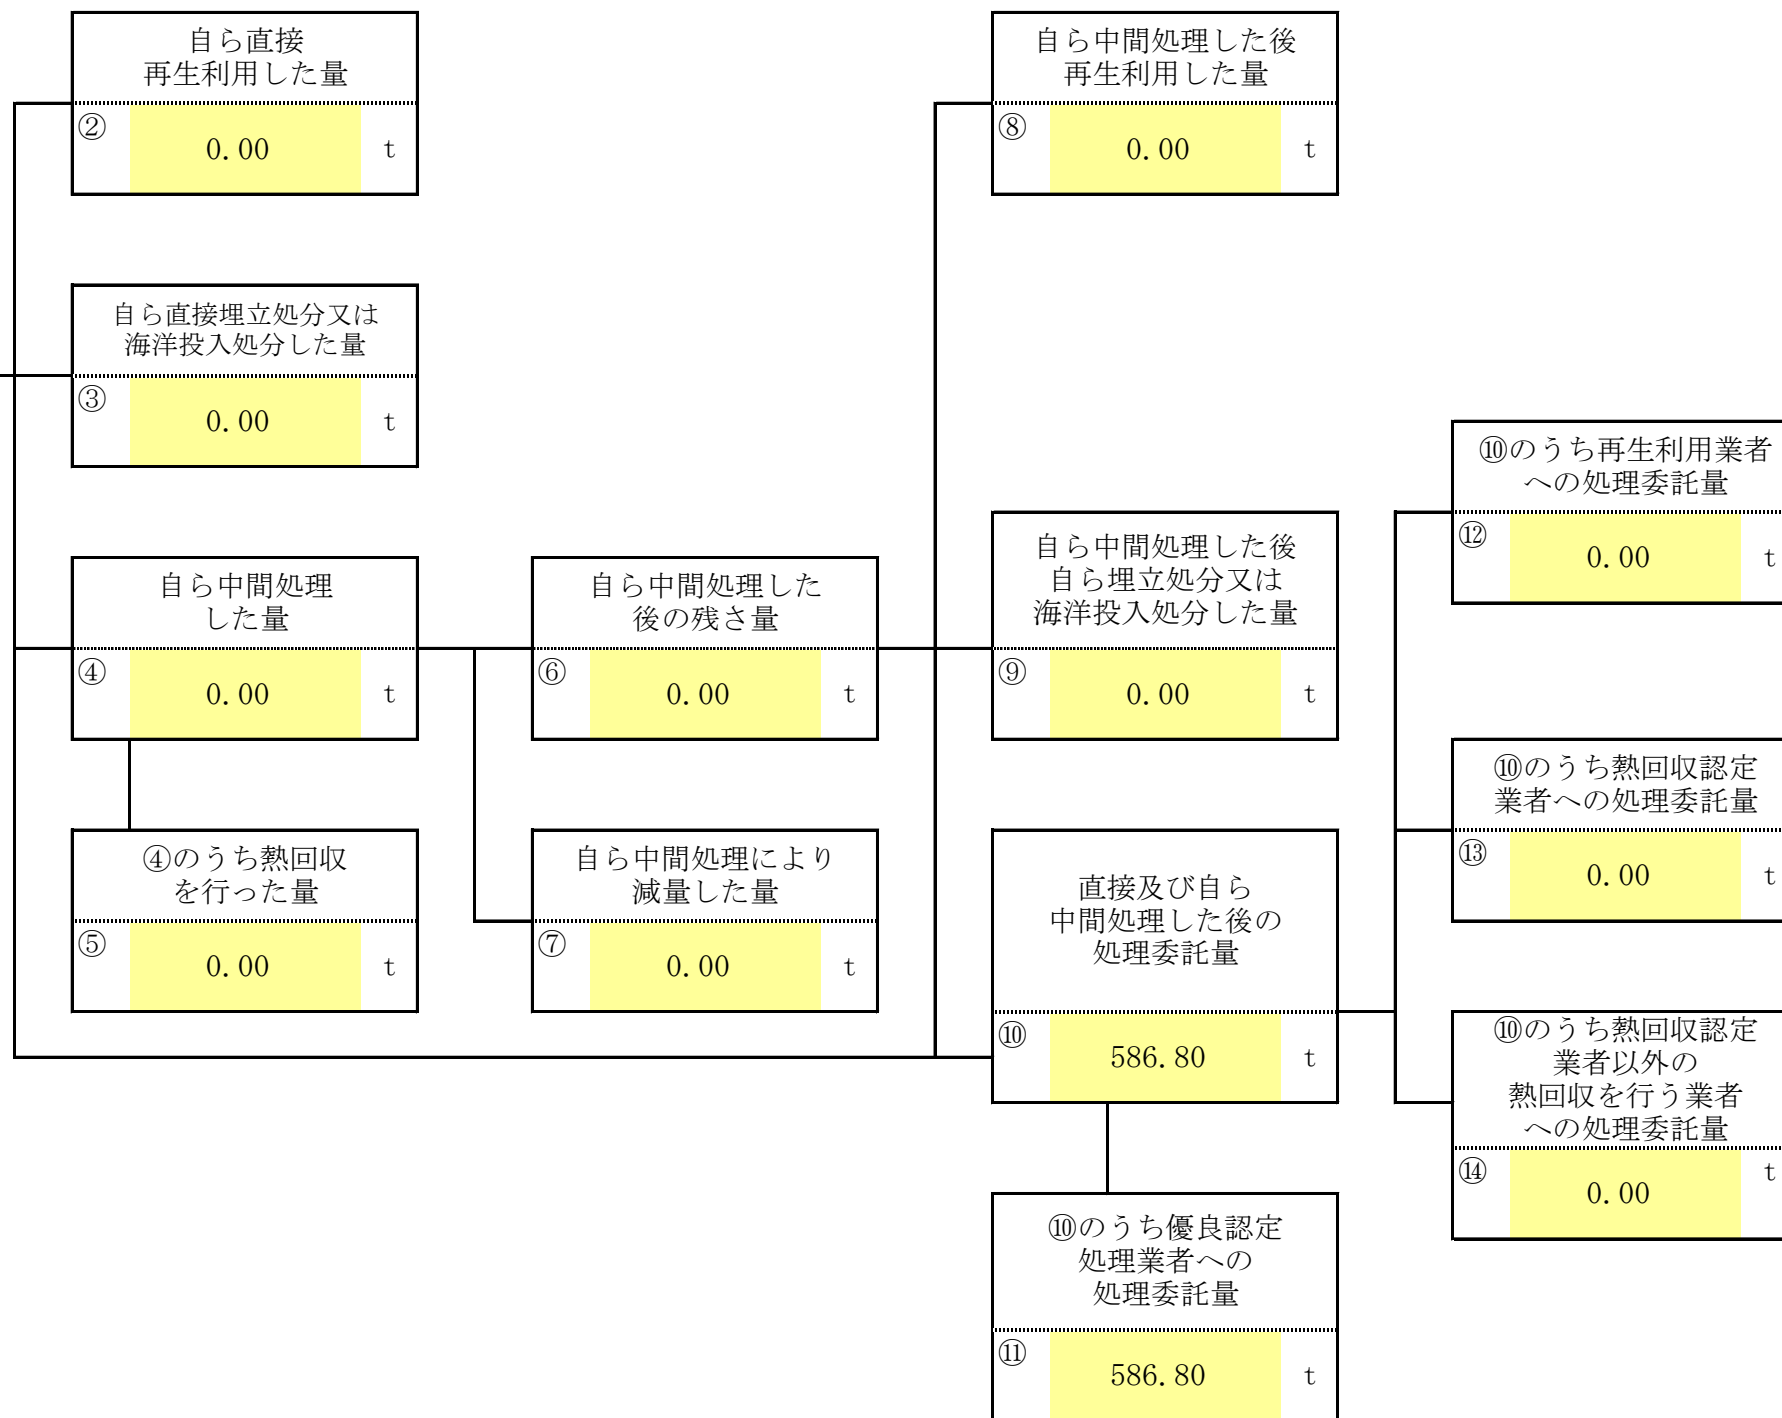 自ら直接
再生利用した量
② 0.00 t
自ら中間処理した後
再生利用した量
⑧ 0.00 t
自ら直接埋立処分又は
海洋投入処分した量
③ 0.00 t
⑩のうち再生利用業者
への処理委託量
⑫ 0.00 t
自ら中間処理
した量
④ 0.00 t
自ら中間処理した
後の残さ量
⑥ 0.00 t
自ら中間処理した後
自ら埋立処分又は
海洋投入処分した量
⑨ 0.00 t
⑩のうち熱回収認定
業者への処理委託量
⑬ 0.00 t
④のうち熱回収
を行った量
⑤ 0.00 t
自ら中間処理により
減量した量
⑦ 0.00 t
直接及び自ら
中間処理した後の
処理委託量
⑩ 586.80 t
⑩のうち熱回収認定
業者以外の
熱回収を行う業者
への処理委託量
⑭ 0.00 t
⑩のうち優良認定
処理業者への
処理委託量
⑪ 586.80 t